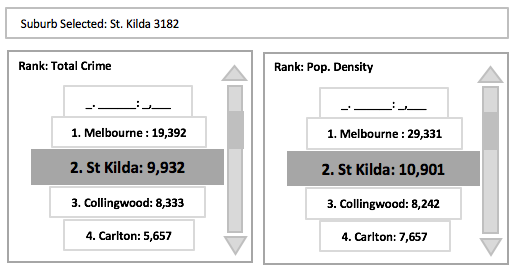 Suburb Selected: St. Kilda 3182
Rank: Total Crime
_. ______: _,___
1. Melbourne : 19,392
2. St Kilda: 9,932
3. Collingwood: 8,333
4. Carlton: 5,657
Rank: Pop. Density
_. ______: _,___
1. Melbourne : 29,331
2. St Kilda: 10,901
3. Collingwood: 8,242
4. Carlton: 7,657